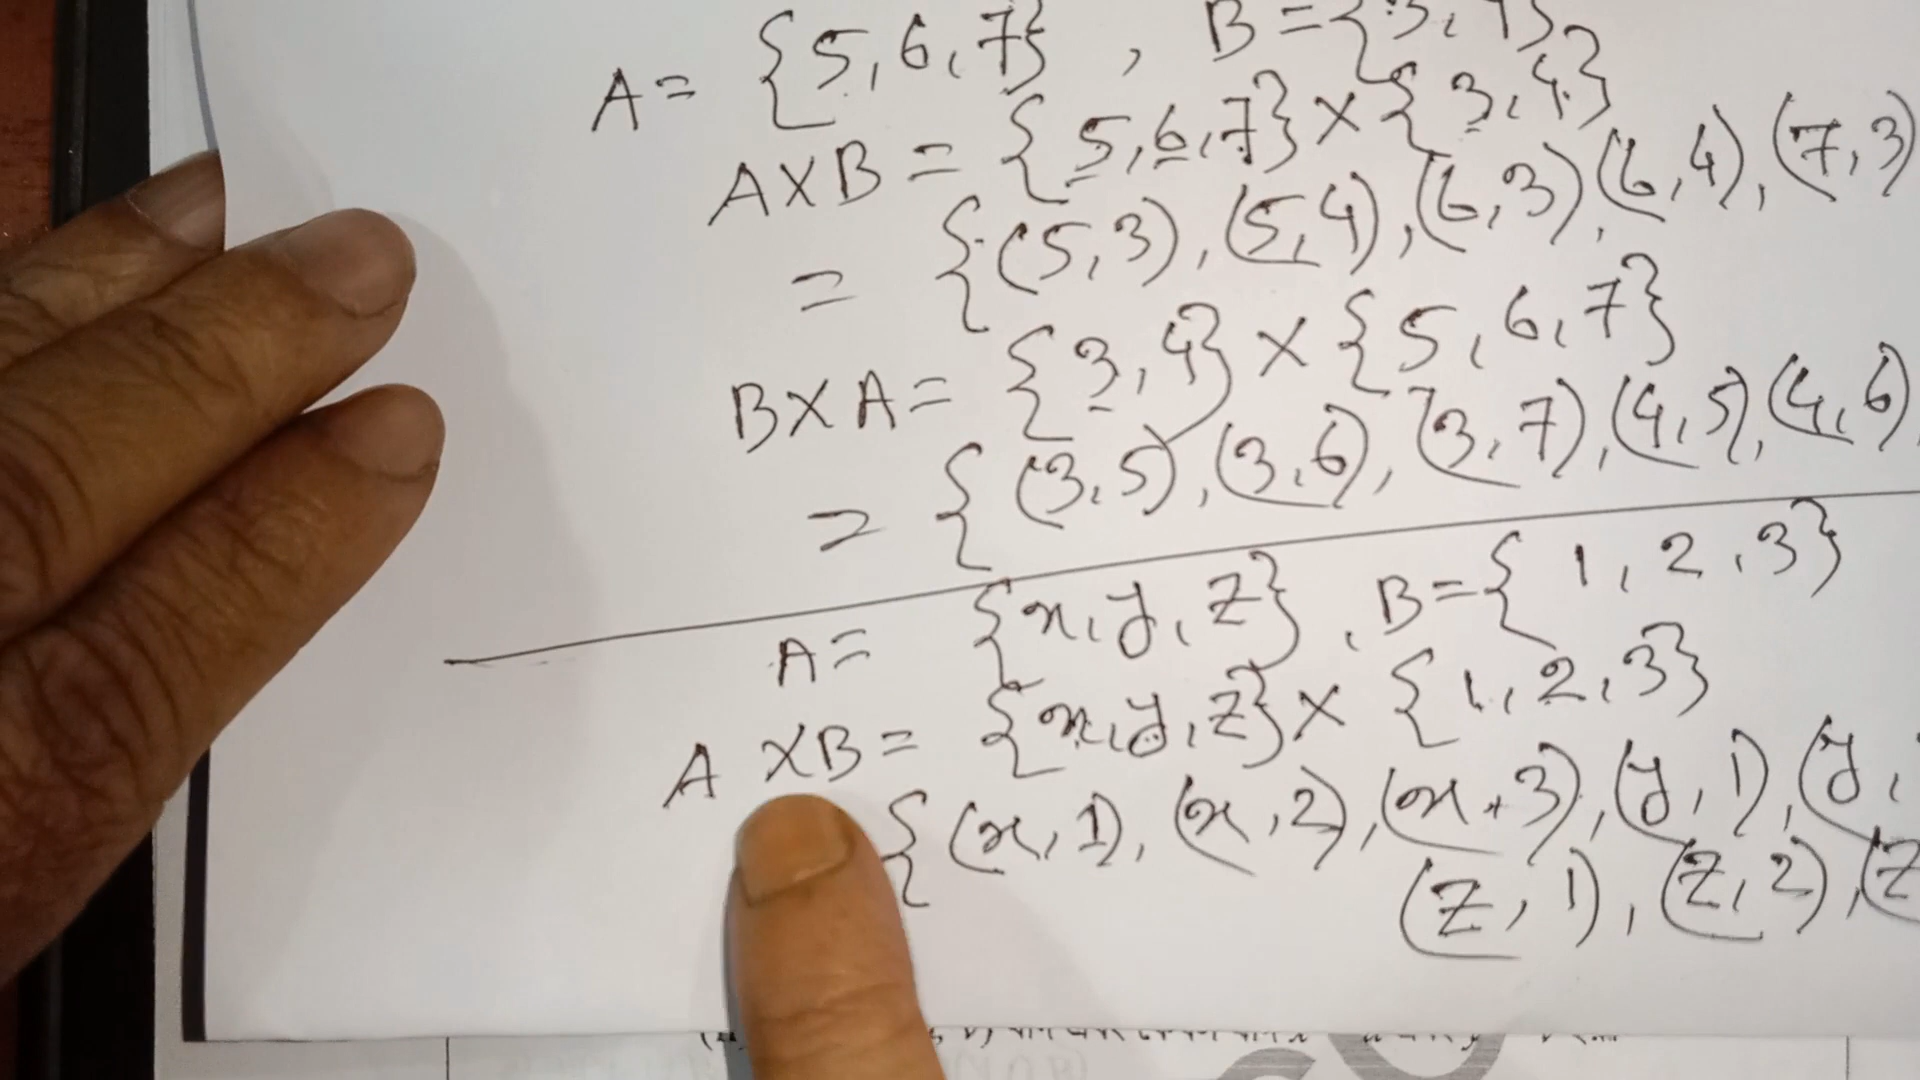 A = {5, 6, 7}, B = {3, 4}
A X B = {5, 6, 7} X {3, 4}
= {(5, 3), (5, 4), (6, 3), (6, 4), (7, 3)
B X A = {3, 4} X {5, 6, 7}
= {(3, 5), (3, 6), (3, 7), (4, 5), (4, 6),
A = {x, y, z}, B = {1, 2, 3}
A X B = {x, y, z} X {1, 2, 3}
{(x, 1), (x, 2), (x, 3), (y, 1), (y,
(z, 1), (z, 2), (z